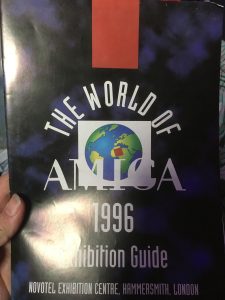 THE WORLD OF
AMIGA
1996
Exhibition Guide
NOVOTEL EXHIBITION CENTRE, HAMMERSMITH, LONDON